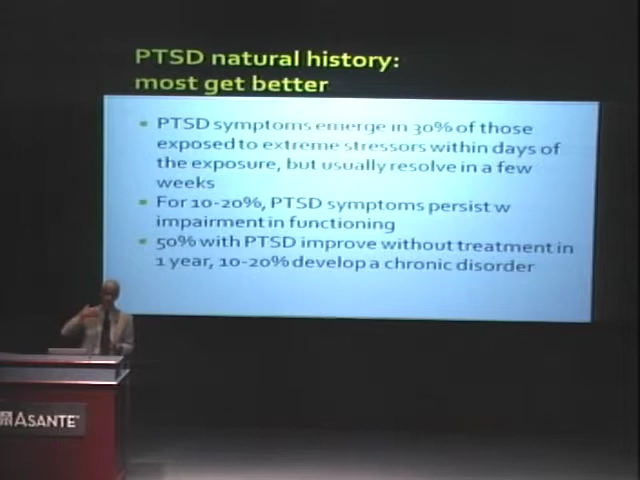 PTSD natural history:
most get better
PTSD symptoms emerge in 30% of those
exposed to extreme stressors within days of
the exposure, but usually resolve in a few
weeks
For 10-20%, PTSD symptoms persist w
impairment in functioning
50% with PTSD improve without treatment in
1 year, 10-20% develop a chronic disorder
ASANTE